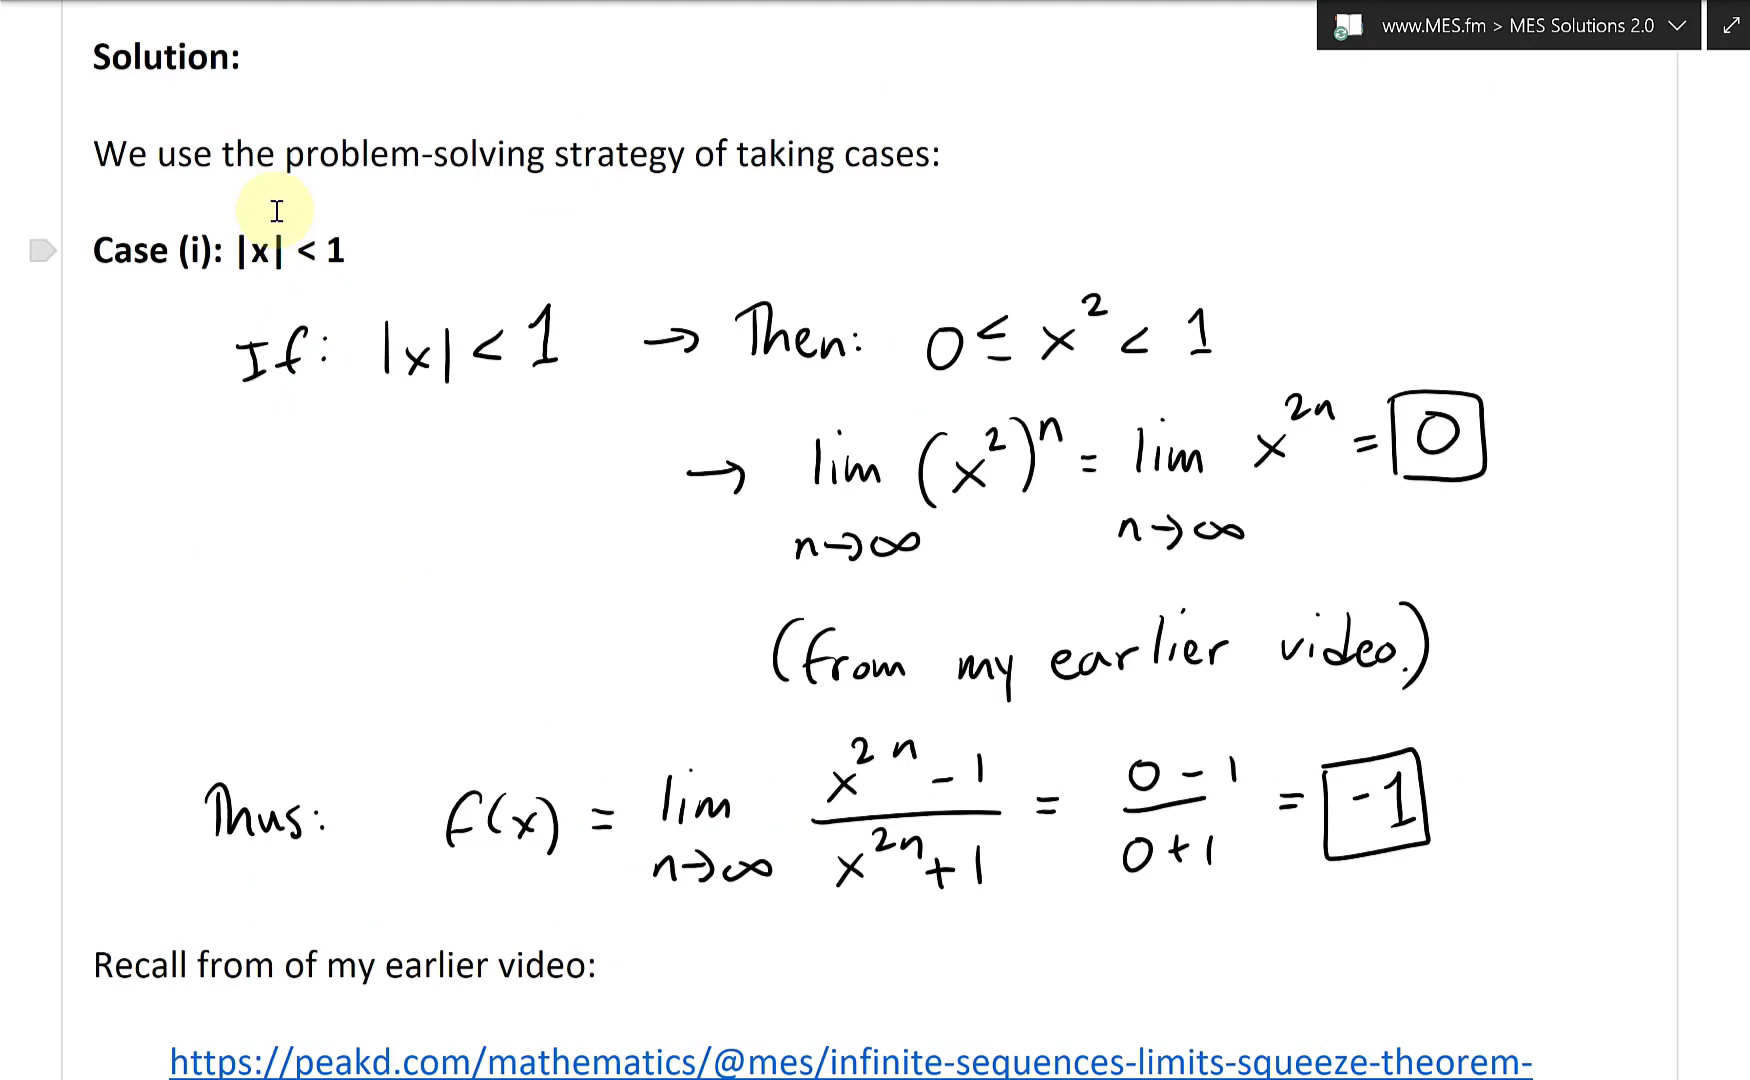 www.MES.fm > MES Solutions 2.0
Solution:
We use the problem-solving strategy of taking cases:
Case (i): |x| < 1
If: |x| < 1 → Then: 0 ≤ x² < 1
→ lim n→∞ (x²)ⁿ = lim n→∞ x²ⁿ = 0
(from my earlier video.)
Thus: f(x) = lim n→∞ (x²ⁿ - 1)/(x²ⁿ + 1) = (0 - 1)/(0 + 1) = -1
Recall from of my earlier video:
https://peakd.com/mathematics/@mes/infinite-sequences-limits-squeeze-theorem-